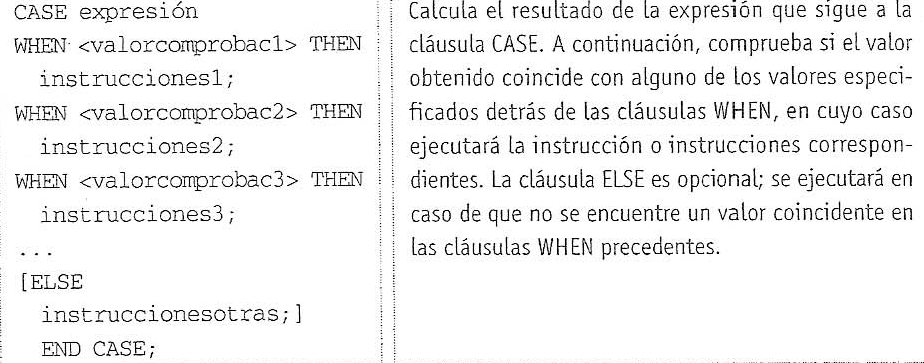 CASE expresión
WHEN <valorcomprobac1> THEN
instrucciones1;
WHEN <valorcomprobac2> THEN
instrucciones2;
WHEN <valorcomprobac3> THEN
instrucciones3;
...
[ELSE
instruccionesotras;]
END CASE;
Calcula el resultado de la expresión que sigue a la
cláusula CASE. A continuación, comprueba si el valor
obtenido coincide con alguno de los valores especi-
ficados detrás de las cláusulas WHEN, en cuyo caso
ejecutará la instrucción o instrucciones correspon-
dientes. La cláusula ELSE es opcional; se ejecutará en
caso de que no se encuentre un valor coincidente en
las cláusulas WHEN precedentes.